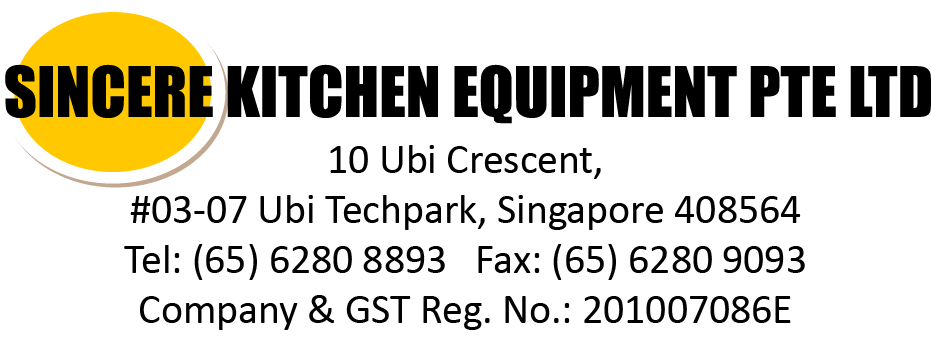 SINCERE KITCHEN EQUIPMENT PTE LTD
10 Ubi Crescent,
#03-07 Ubi Techpark, Singapore 408564
Tel: (65) 6280 8893   Fax: (65) 6280 9093
Company & GST Reg. No.: 201007086E